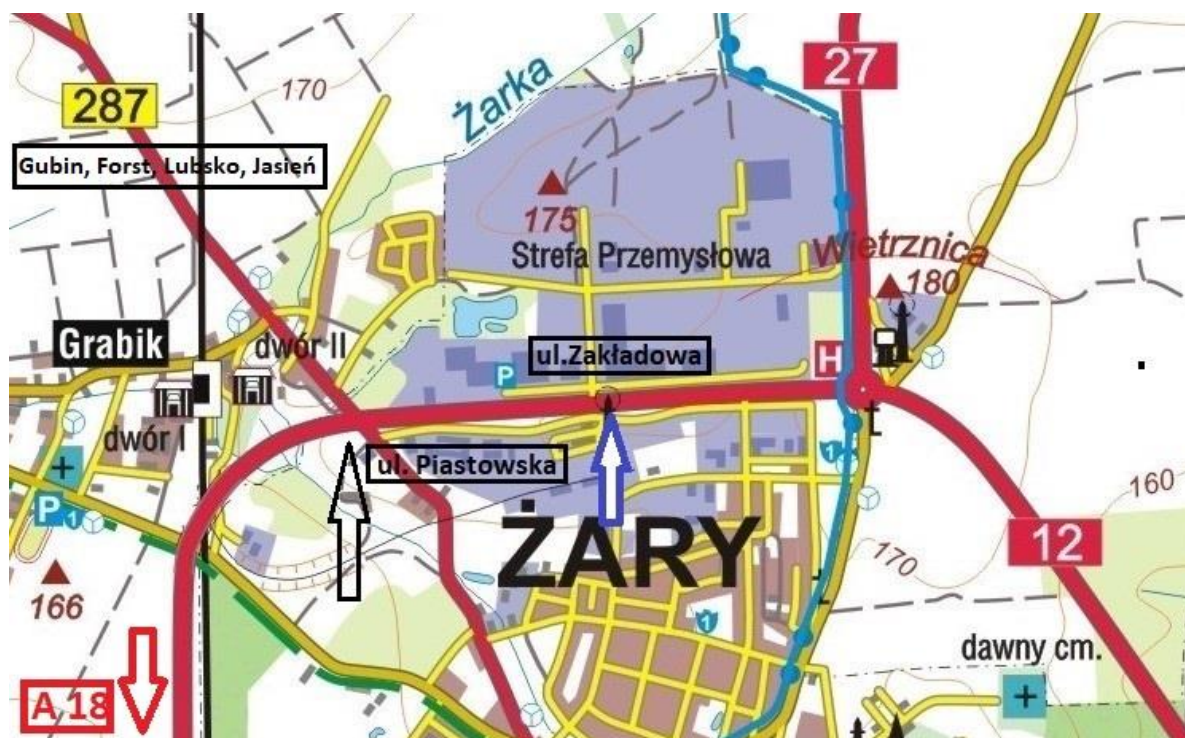 27
287
170
Żarka
Gubin, Forst, Lubsko, Jasień
175
Strefa Przemysłowa
Wietrznica
180
Grabik
dwór II
ul.Zakładowa
P
H
dwór I
ul. Piastowska
1
P 1
ŻARY
160
12
170
166
1
dawny cm.
A 18